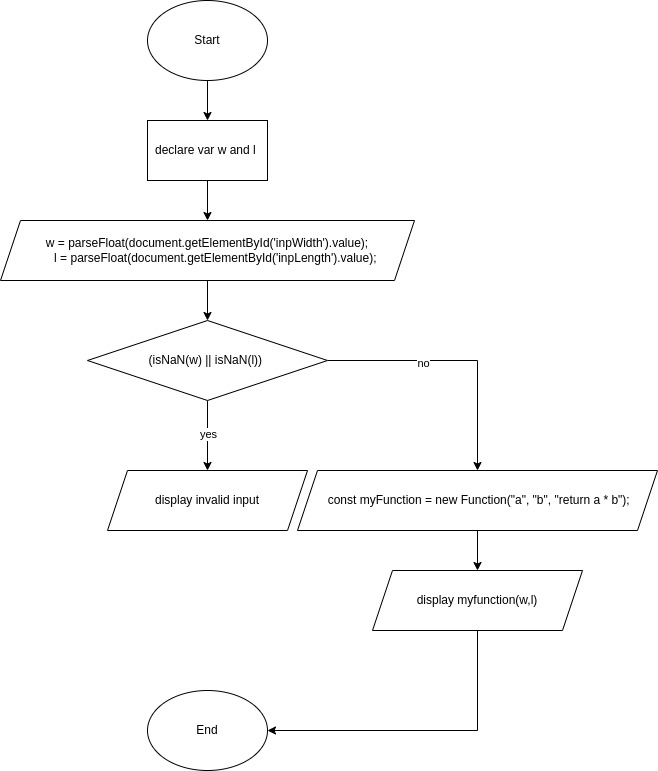 Start
declare var w and l
w = parseFloat(document.getElementById('inpWidth').value);
l = parseFloat(document.getElementById('inpLength').value);
(isNaN(w) || isNaN(l))
no
yes
display invalid input
const myFunction = new Function("a", "b", "return a * b");
display myfunction(w,l)
End